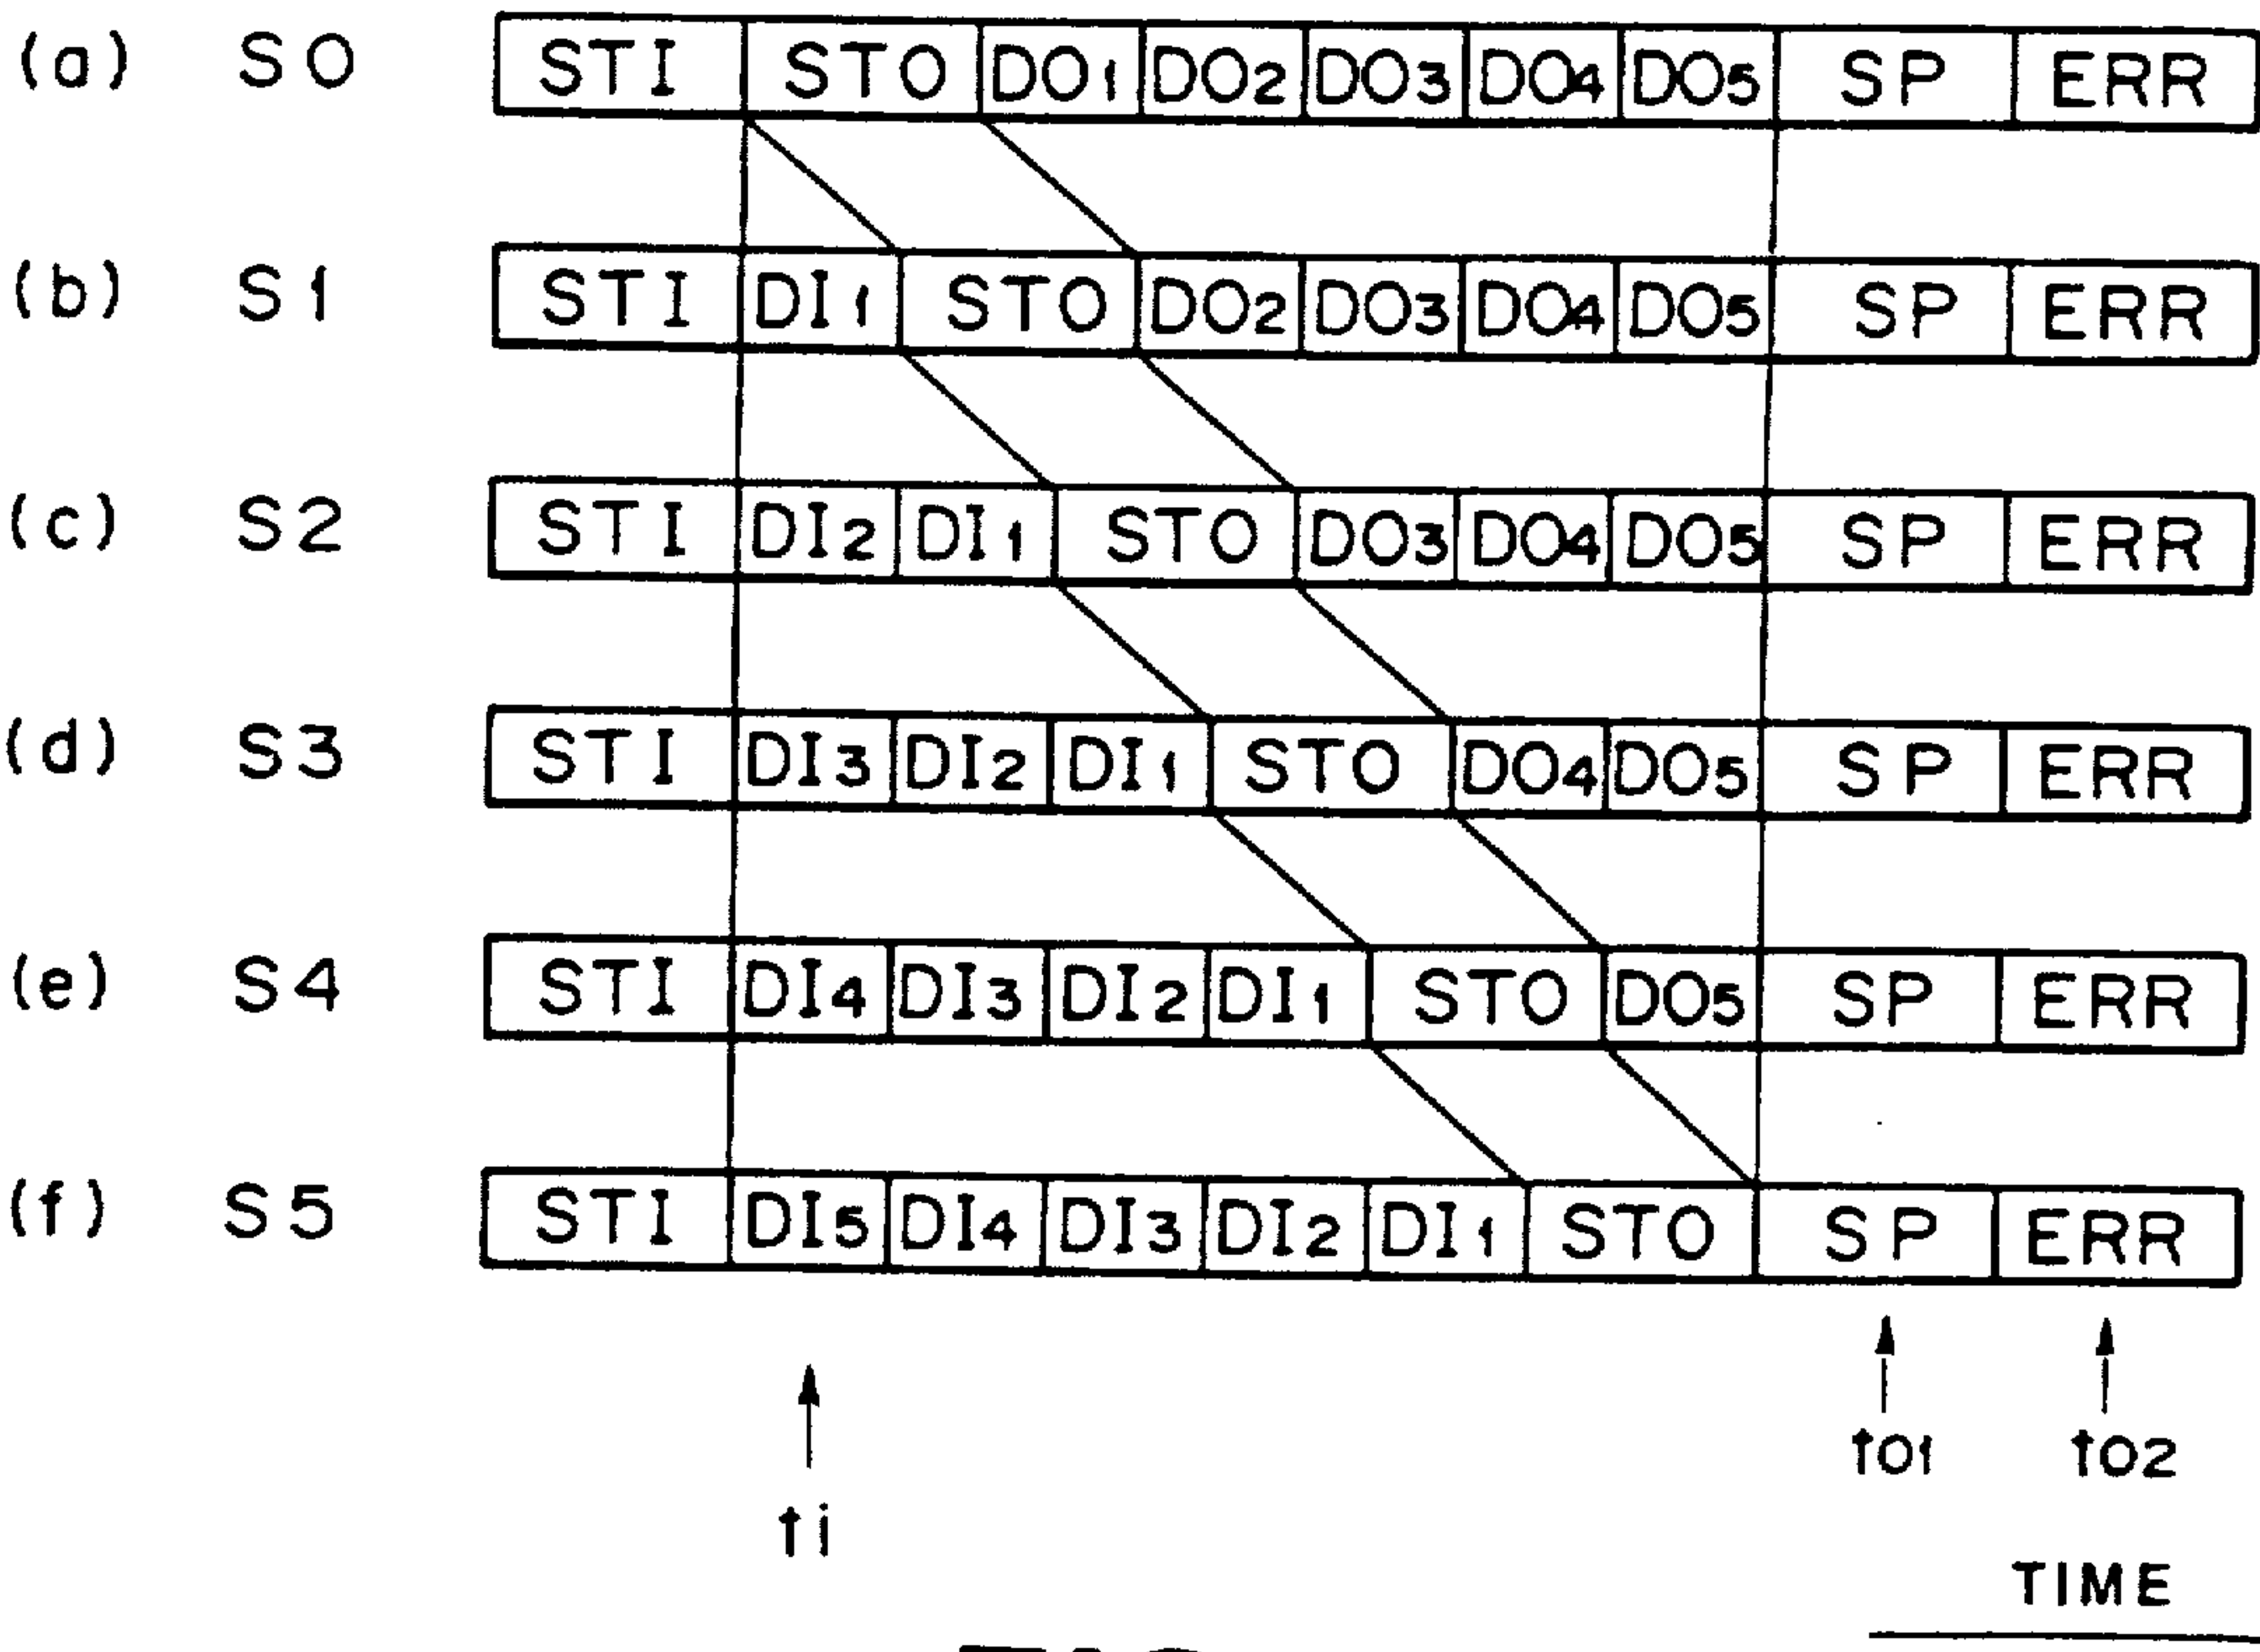 (a) S0 STI STO DO1 DO2 DO3 DO4 DO5 SP ERR
(b) S1 STI DI1 STO DO2 DO3 DO4 DO5 SP ERR
(c) S2 STI DI2 DI1 STO DO3 DO4 DO5 SP ERR
(d) S3 STI DI3 DI2 DI1 STO DO4 DO5 SP ERR
(e) S4 STI DI4 DI3 DI2 DI1 STO DO5 SP ERR
(f) S5 STI DI5 DI4 DI3 DI2 DI1 STO SP ERR
to1 to2
ti
TIME